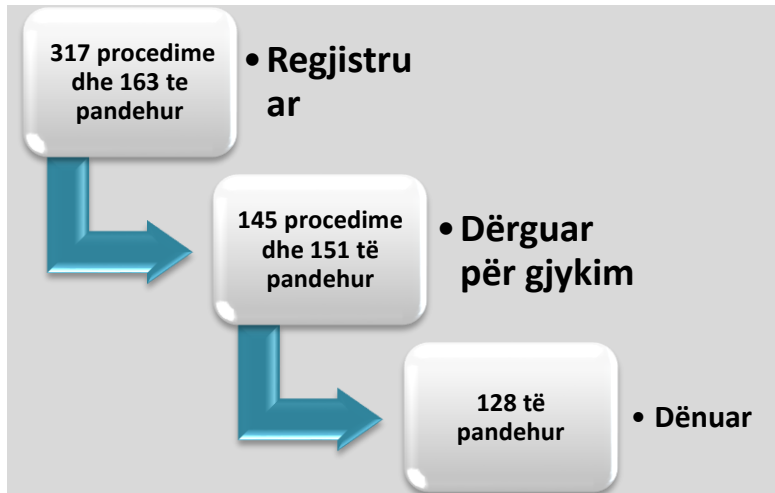 317 procedime
dhe 163 te
pandehur
• Regjistru
ar
145 procedime
dhe 151 të
pandehur
• Dërguar
për gjykim
128 të
pandehur
• Dënuar